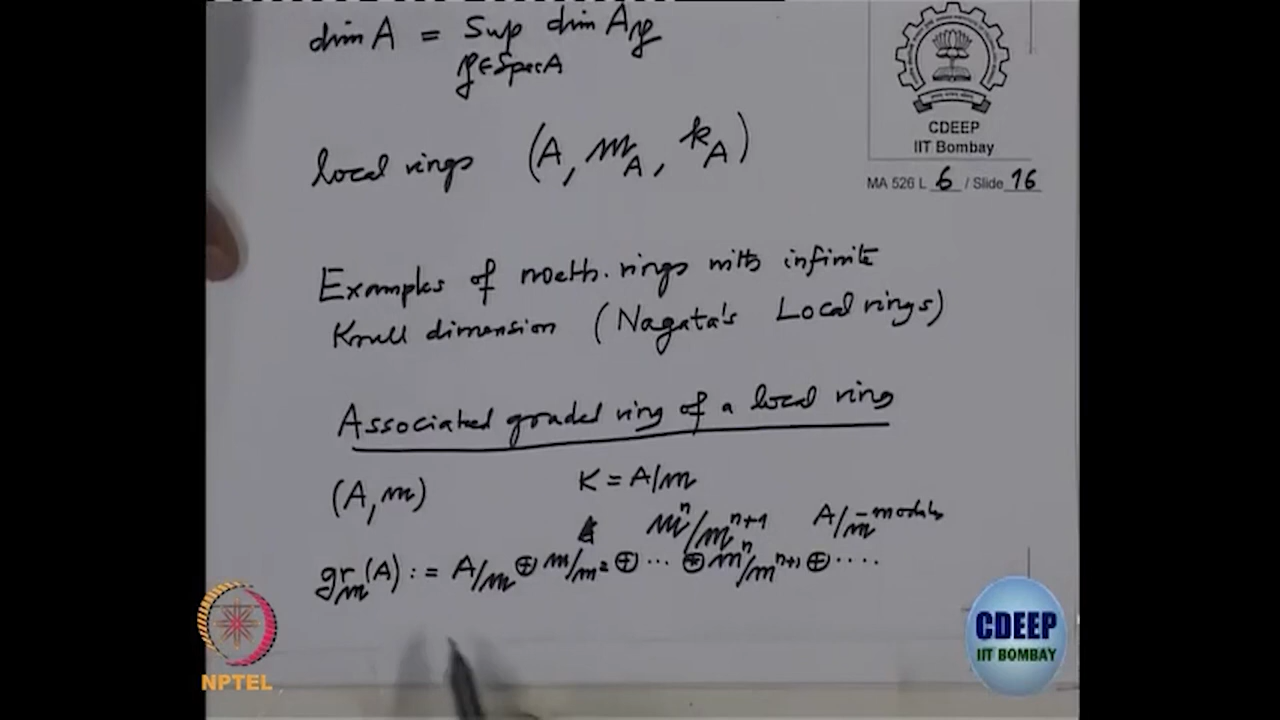 dim A = Sup dim A𝔭
𝔭∈Spec A
CDEEP
IIT Bombay
MA 526 L 6 / Slide 16
local rings (A, m_A, k_A)
Examples of noeth. rings with infinite
Krull dimension (Nagata's Local rings)
Associated graded ring of a local ring
(A, m) K = A/m
m^n/m^{n+1} A/m-modules
gr_m(A) := A/m ⊕ m/m² ⊕ ··· ⊕ m^n/m^{n+1} ⊕ ····
NPTEL
CDEEP
IIT BOMBAY